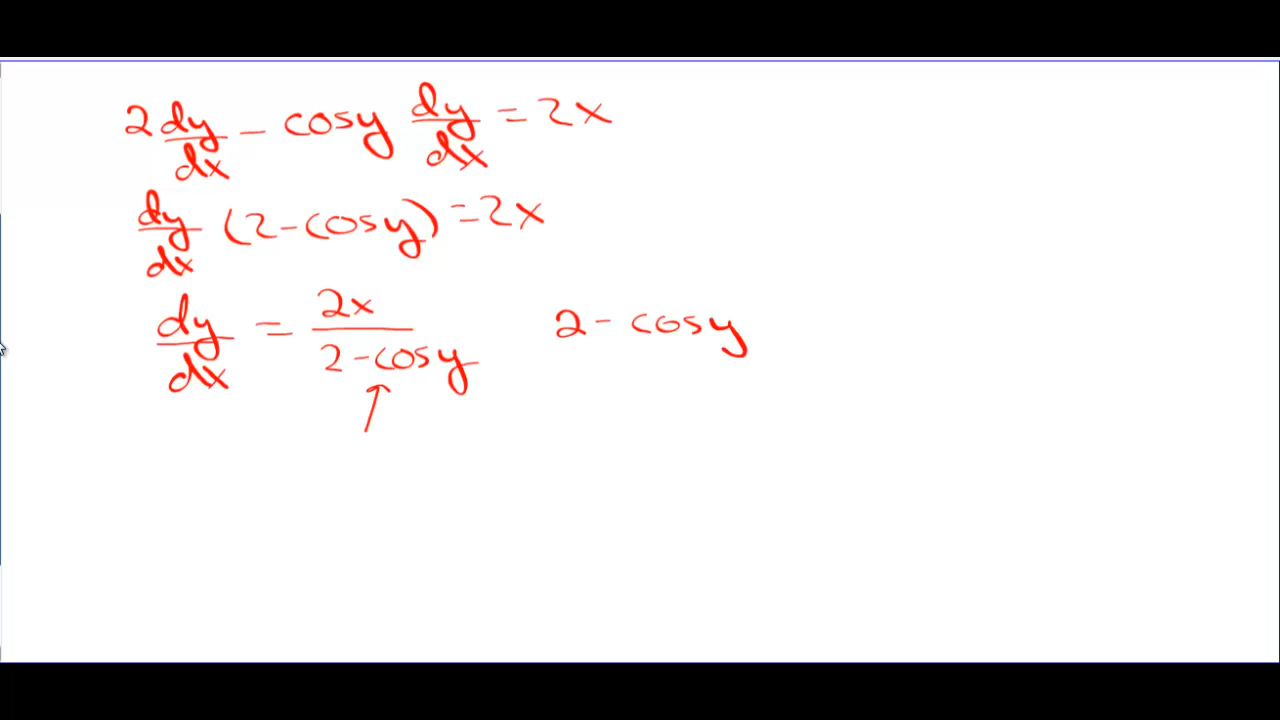 2 dy/dx - cosy dy/dx = 2x
dy/dx (2-cosy) = 2x
dy/dx = 2x/(2-cosy) 2 - cosy